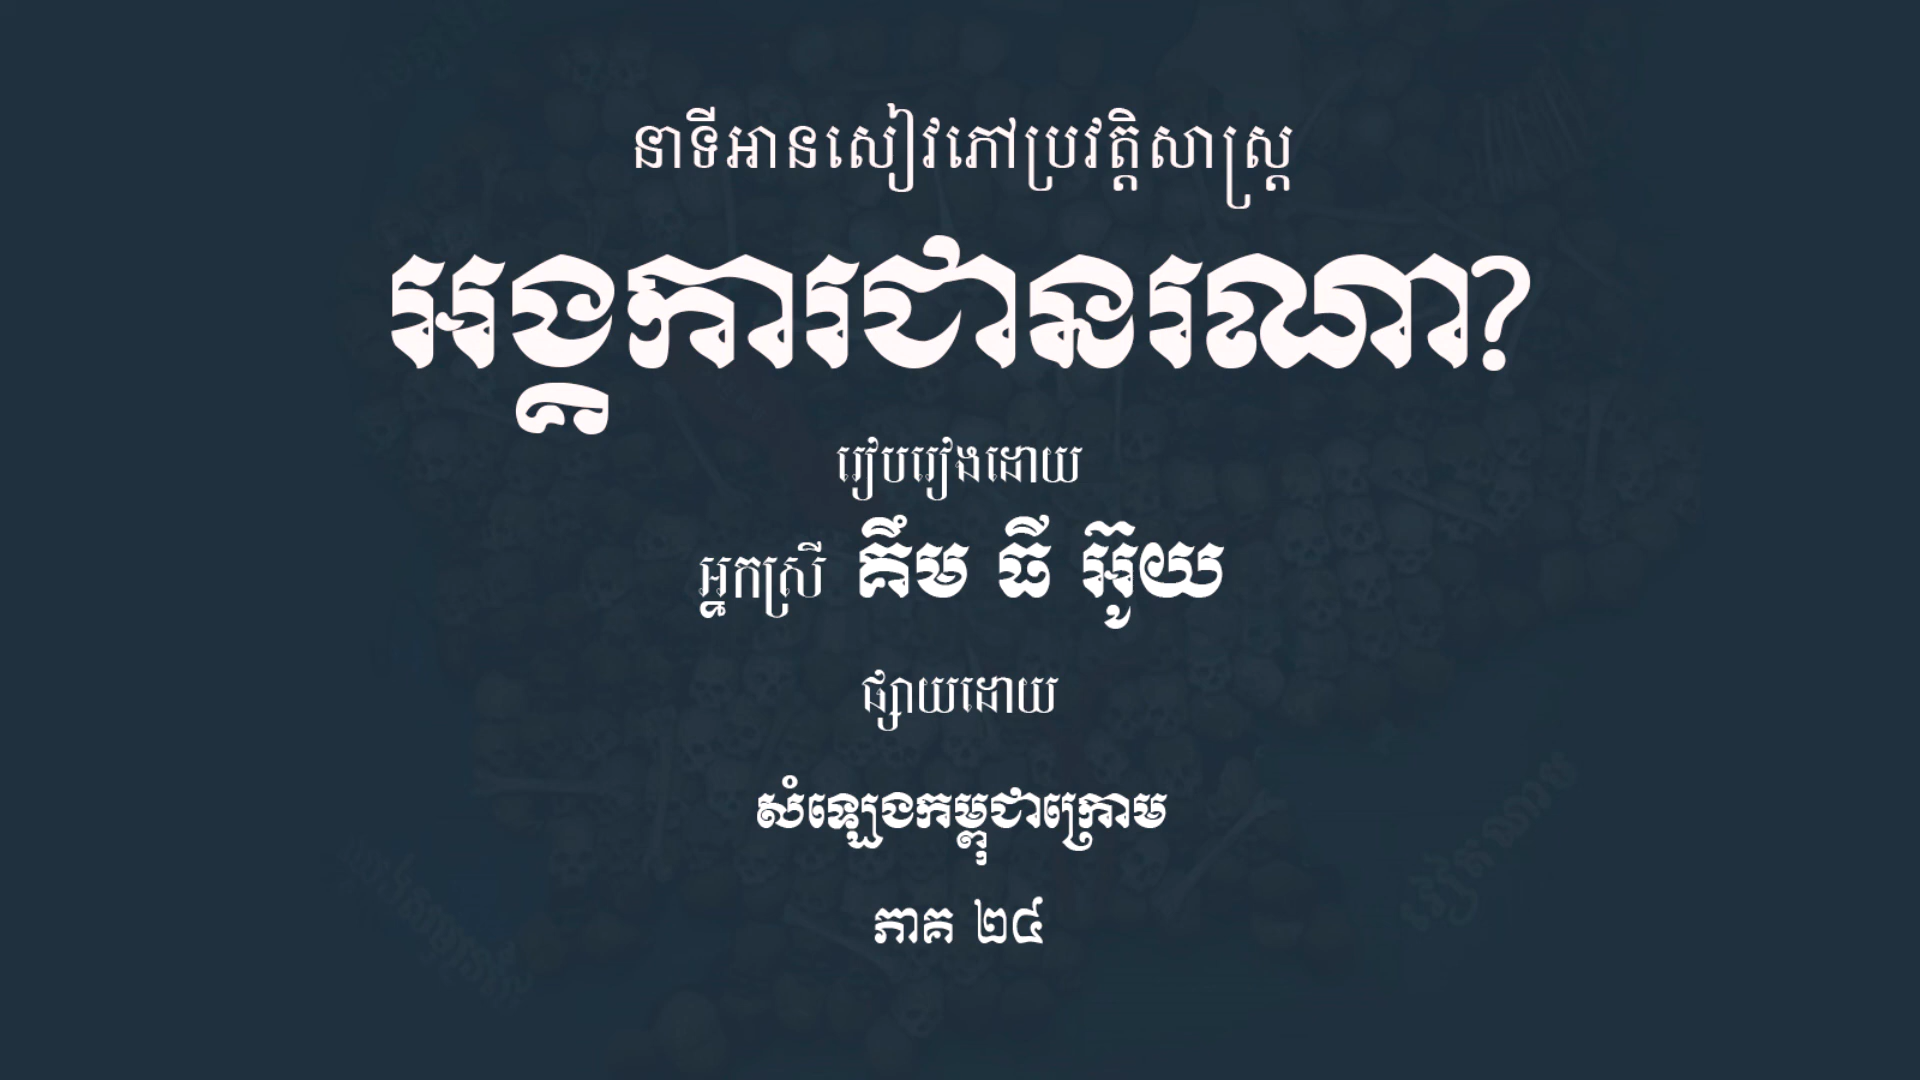 នាទីអានសៀវភៅប្រវត្តិសាស្ត្រ
អង្គការជានរណា?
រៀបរៀងដោយ
អ្នកស្រី គឹម ធី អ៊ូយ
ផ្សាយដោយ
សំឡេងកម្ពុជាក្រោម
ភាគ ២៤